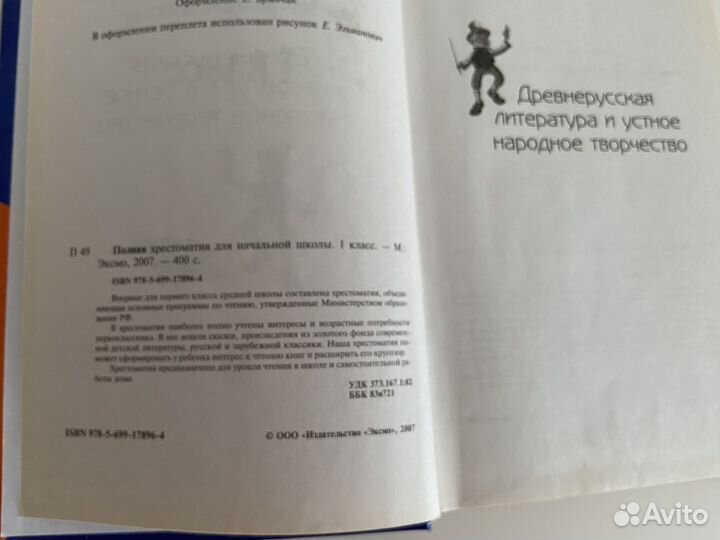 В оформлении переплета использован рисунок Е. Эльканович
П 49
Полная хрестоматия для начальной школы. 1 класс. — М.:
Эксмо, 2007. — 400 с.
ISBN 978-5-699-17896-4
Впервые для первого класса средней школы составлена хрестоматия, объеди-
няющая основные программы по чтению, утвержденные Министерством образо-
вания РФ.
В хрестоматии наиболее полно учтены интересы и возрастные потребности
первоклассника. В нее вошли сказки, произведения из золотого фонда современ-
ной детской литературы, русской и зарубежной классики. Наша хрестоматия по-
может сформировать у ребенка интерес к чтению книг и расширить его кругозор.
Хрестоматия предназначена для уроков чтения в школе и самостоятельной ра-
боты дома.
УДК 373.167.1:82
ББК 83я721
ISBN 978-5-699-17896-4
© ООО «Издательство «Эксмо», 2007
Древнерусская
литература и устное
народное творчество
Avito